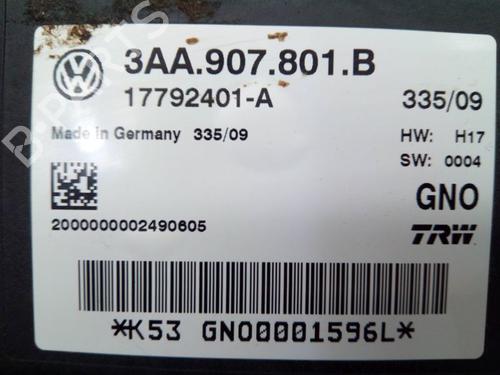 3AA.907.801.B
17792401-A 335/09
Made in Germany 335/09 HW: H17
SW: 0004
GNO
2000000002490605 TRW
*K53 GNO00001596L*